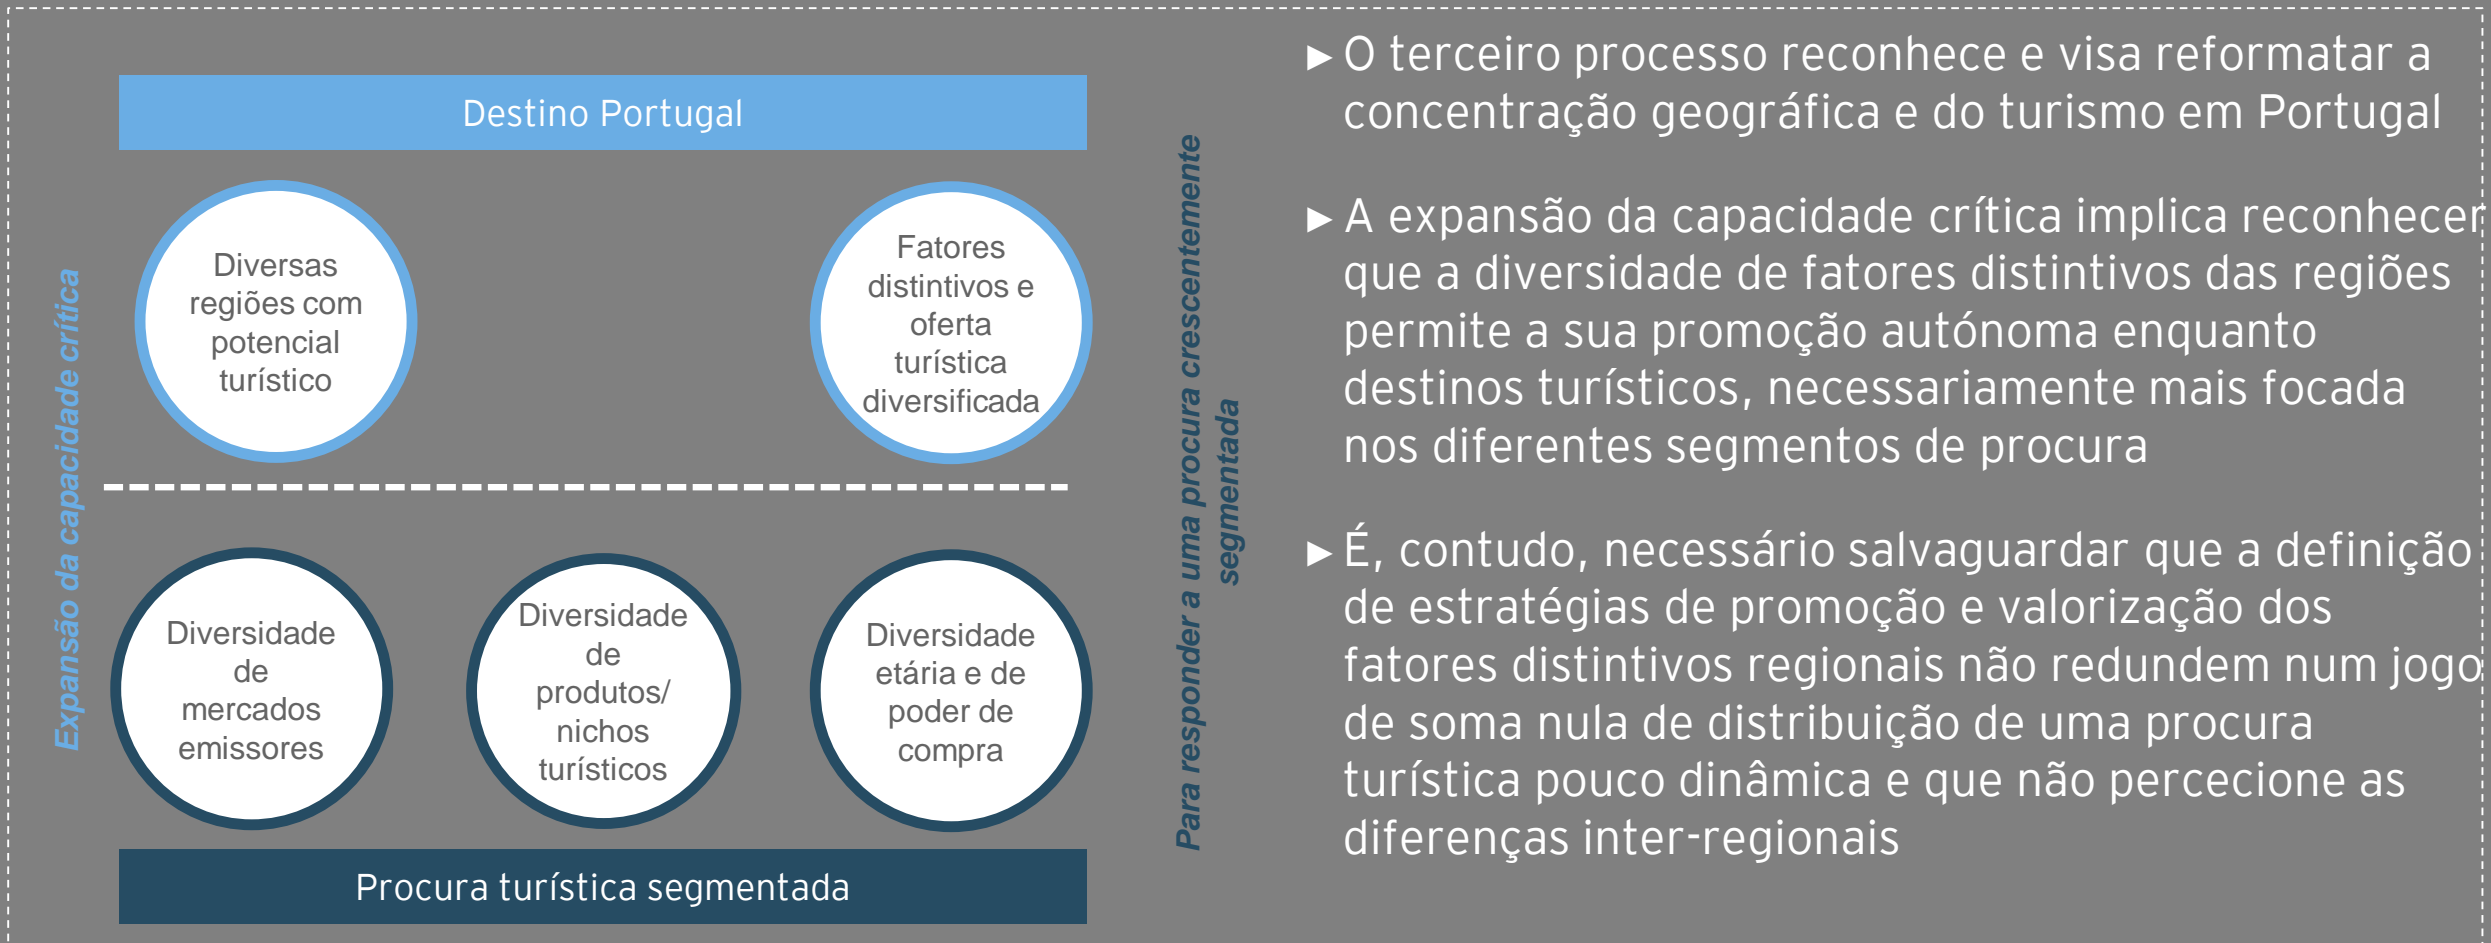 Destino Portugal
Expansão da capacidade crítica
Diversas
regiões com
potencial
turístico
Fatores
distintivos e
oferta
turística
diversificada
Diversidade
de
mercados
emissores
Diversidade
de
produtos/
nichos
turísticos
Diversidade
etária e de
poder de
compra
Procura turística segmentada
Para responder a uma procura crescentemente
segmentada
►O terceiro processo reconhece e visa reformatar a
concentração geográfica e do turismo em Portugal
►A expansão da capacidade crítica implica reconhecer
que a diversidade de fatores distintivos das regiões
permite a sua promoção autónoma enquanto
destinos turísticos, necessariamente mais focada
nos diferentes segmentos de procura
►É, contudo, necessário salvaguardar que a definição
de estratégias de promoção e valorização dos
fatores distintivos regionais não redundem num jogo
de soma nula de distribuição de uma procura
turística pouco dinâmica e que não percecione as
diferenças inter-regionais